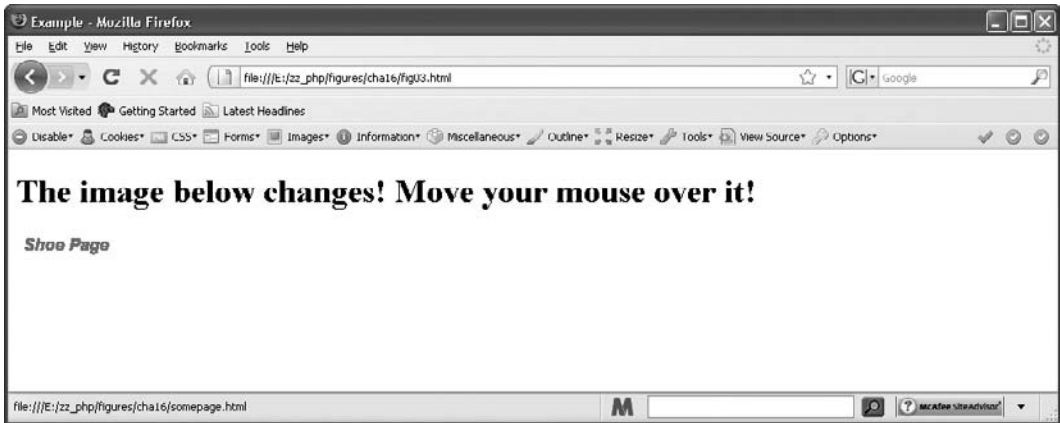 Example - Mozilla Firefox
File Edit View History Bookmarks Tools Help
file:///E:/zz_php/figures/cha16/fig03.html Google
Most Visited Getting Started Latest Headlines
Disable Cookies CSS Forms Images Information Miscellaneous Outline Resize Tools View Source Options
The image below changes! Move your mouse over it!
Shoe Page
file:///E:/zz_php/figures/cha16/somepage.html M McAfee SiteAdvisor